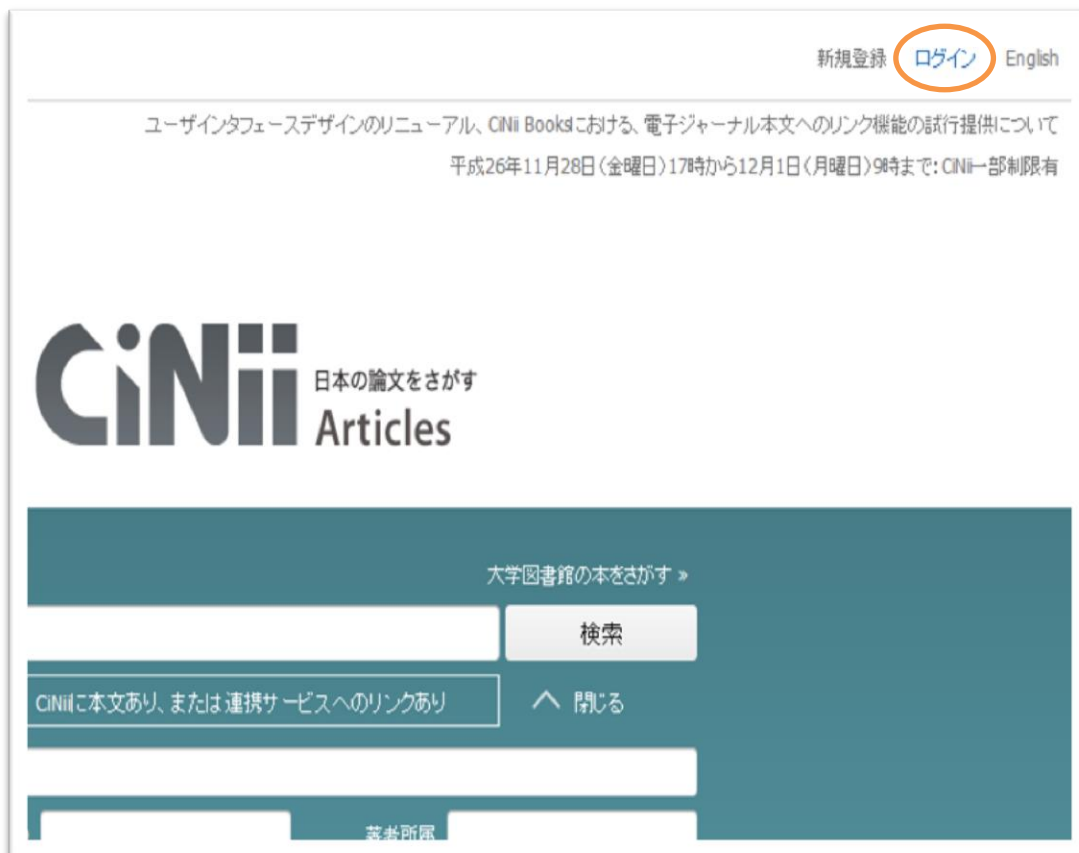 新規登録 ログイン English
ユーザインタフェースデザインのリニューアル、CiNii Booksにおける、電子ジャーナル本文へのリンク機能の試行提供について
平成26年11月28日(金曜日)17時から12月1日(月曜日)9時まで:CiNii一部制限有
CiNii 日本の論文をさがす
Articles
大学図書館の本をさがす »
検索
CiNiiに本文あり、または連携サービスへのリンクあり
閉じる
著者所属